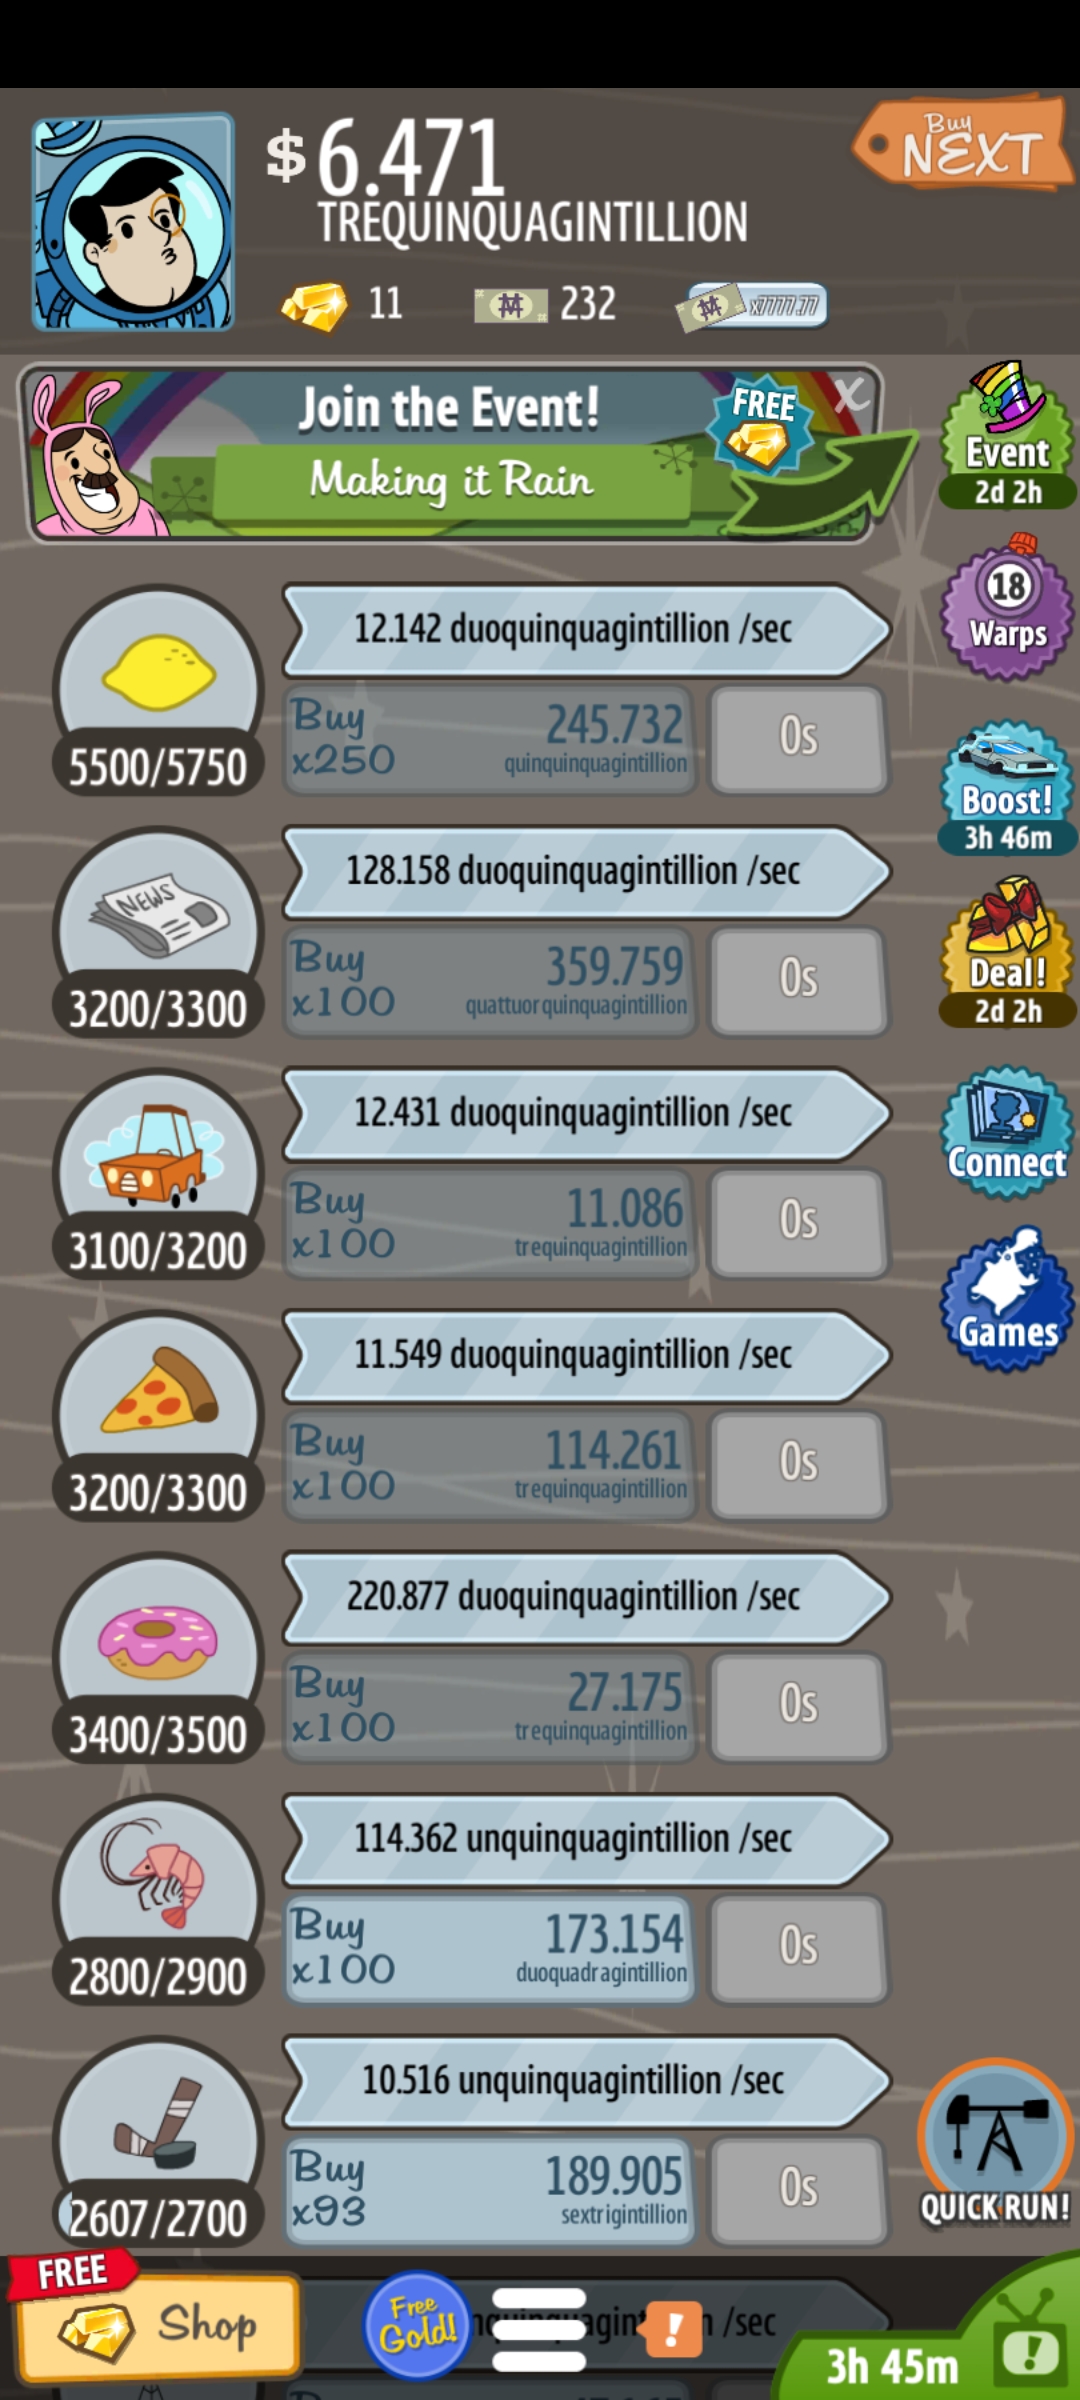 $6.471
TREQUINQUAGINTILLION
Buy
NEXT
11
232
x7777.77
Join the Event!
Making it Rain
FREE
X
Event
2d 2h
18
Warps
12.142 duoquinquagintillion /sec
Buy
x250
245.732
quinquinquagintillion
0s
5500/5750
Boost!
3h 46m
NEWS
128.158 duoquinquagintillion /sec
Buy
x100
359.759
quattuorquinquagintillion
0s
3200/3300
Deal!
2d 2h
12.431 duoquinquagintillion /sec
Buy
x100
11.086
trequinquagintillion
0s
3100/3200
Connect
Games
11.549 duoquinquagintillion /sec
Buy
x100
114.261
trequinquagintillion
0s
3200/3300
220.877 duoquinquagintillion /sec
Buy
x100
27.175
trequinquagintillion
0s
3400/3500
114.362 unquinquagintillion /sec
Buy
x100
173.154
duoquadragintillion
0s
2800/2900
10.516 unquinquagintillion /sec
Buy
x93
189.905
sextrigintillion
0s
2607/2700
QUICK RUN!
FREE
Shop
Free
Gold!
!
/sec
3h 45m
!